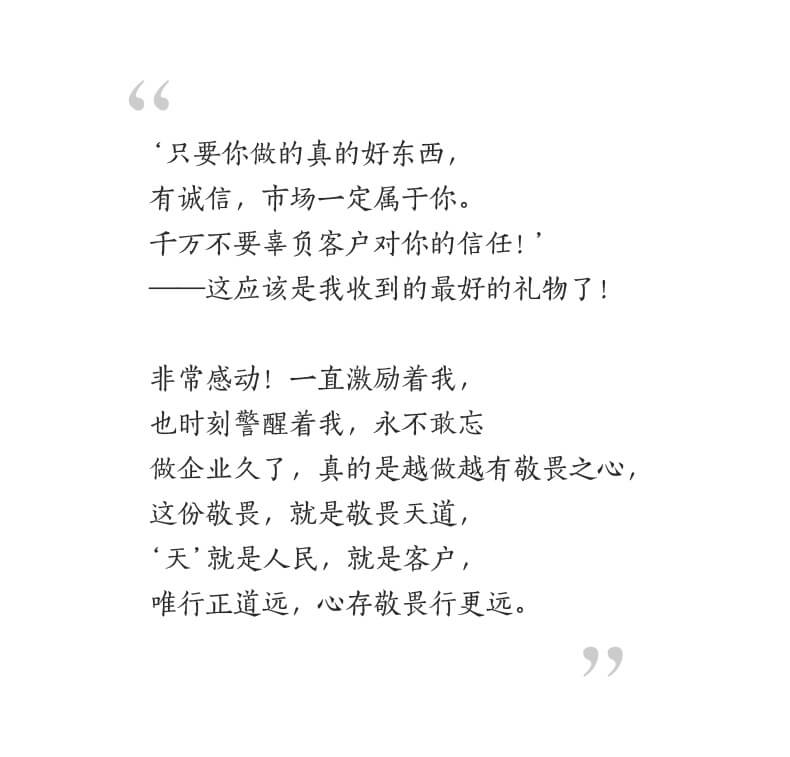 “
‘只要你做的真的好东西，
有诚信，市场一定属于你。
千万不要辜负客户对你的信任！’
——这应该是我收到的最好的礼物了！
非常感动！一直激励着我，
也时刻警醒着我，永不敢忘
做企业久了，真的是越做越有敬畏之心，
这份敬畏，就是敬畏天道，
‘天’就是人民，就是客户，
唯行正道远，心存敬畏行更远。
”